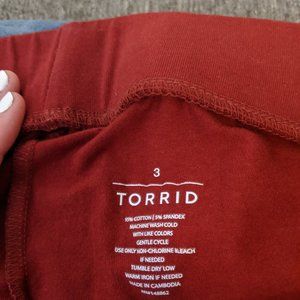 3
TORRID
95% COTTON / 5% SPANDEX
MACHINE WASH COLD
WITH LIKE COLORS
GENTLE CYCLE
USE ONLY NON-CHLORINE BLEACH
IF NEEDED
TUMBLE DRY LOW
WARM IRON IF NEEDED
MADE IN CAMBODIA